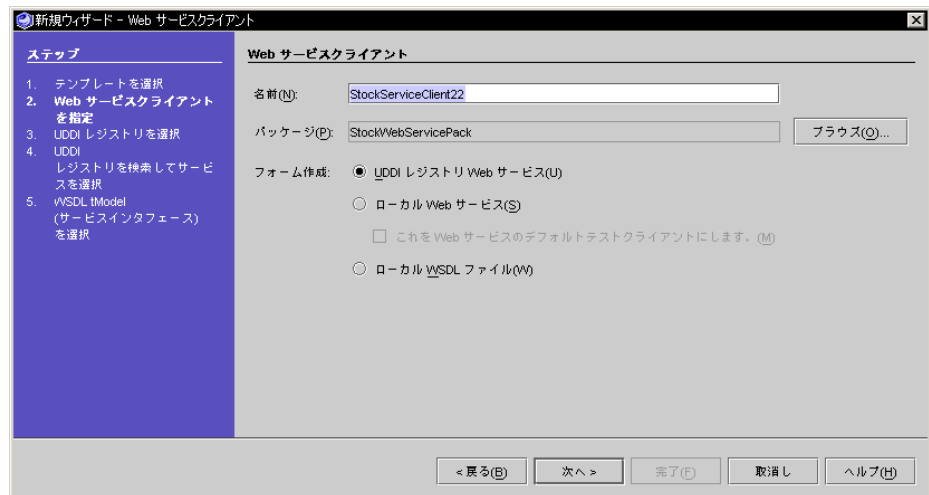 新規ウィザード - Web サービスクライアント
ステップ
1. テンプレートを選択
2. Web サービスクライアント
を指定
3. UDDI レジストリを選択
4. UDDI
レジストリを検索してサービ
スを選択
5. WSDL tModel
(サービスインタフェース)
を選択
Web サービスクライアント
名前(N): StockServiceClient22
パッケージ(P): StockWebServicePack ブラウズ(O)...
フォーム作成: UDDI レジストリ Web サービス(U)
ローカル Web サービス(S)
これを Web サービスのデフォルトテストクライアントにします。(M)
ローカル WSDL ファイル(W)
< 戻る(B) 次へ > 完了(F) 取消し ヘルプ(H)